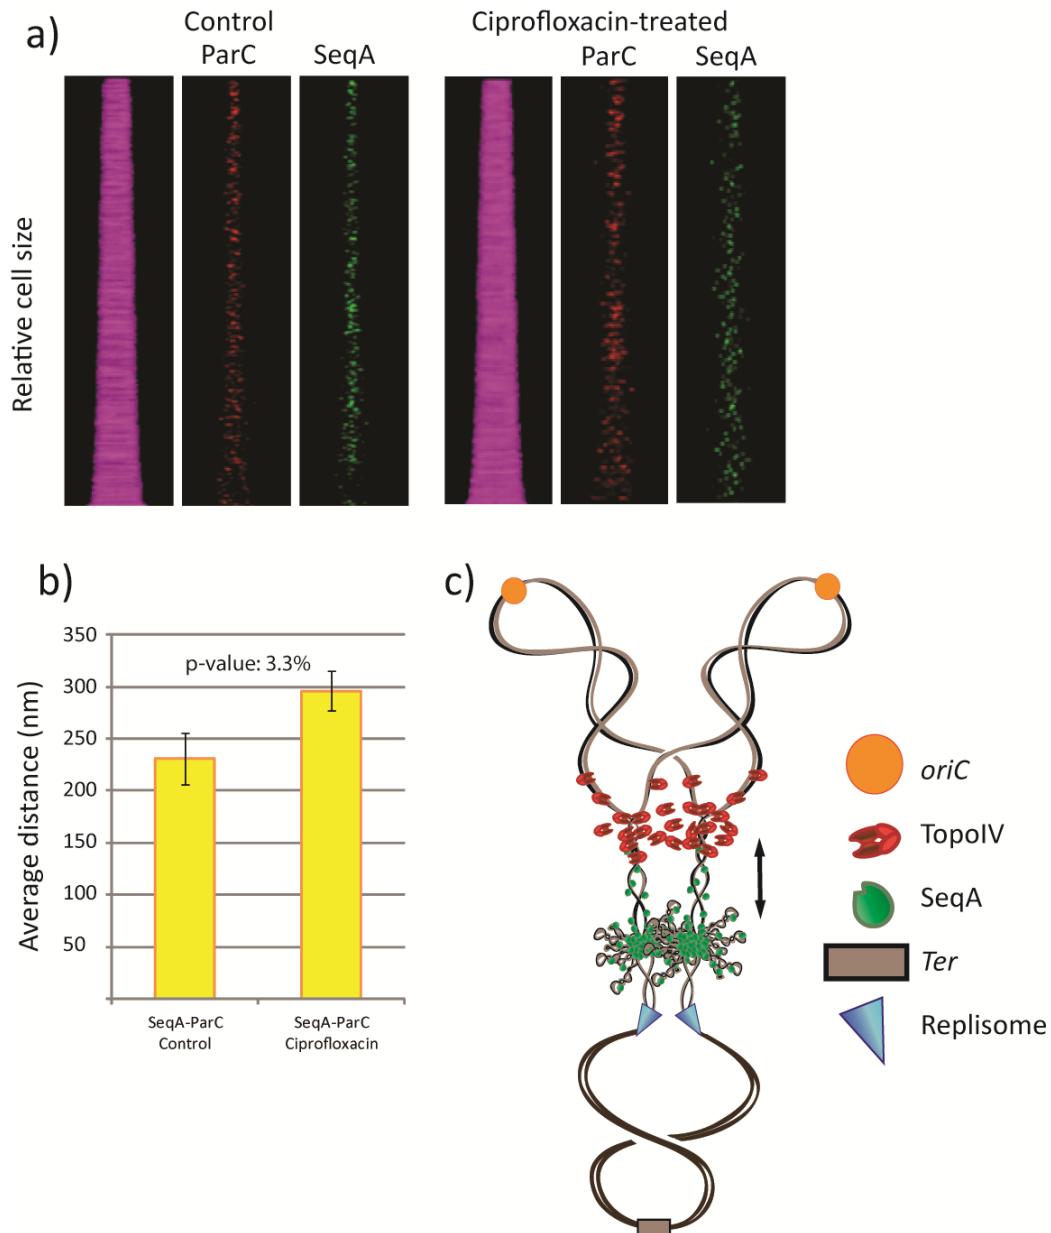 a)
Control
ParC
SeqA
Ciprofloxacin-treated
ParC
SeqA
Relative cell size
b)
350
300
250
200
150
100
50
p-value: 3.3%
Average distance (nm)
SeqA-ParC
Control
SeqA-ParC
Ciprofloxacin
c)
oriC
TopoIV
SeqA
Ter
Replisome